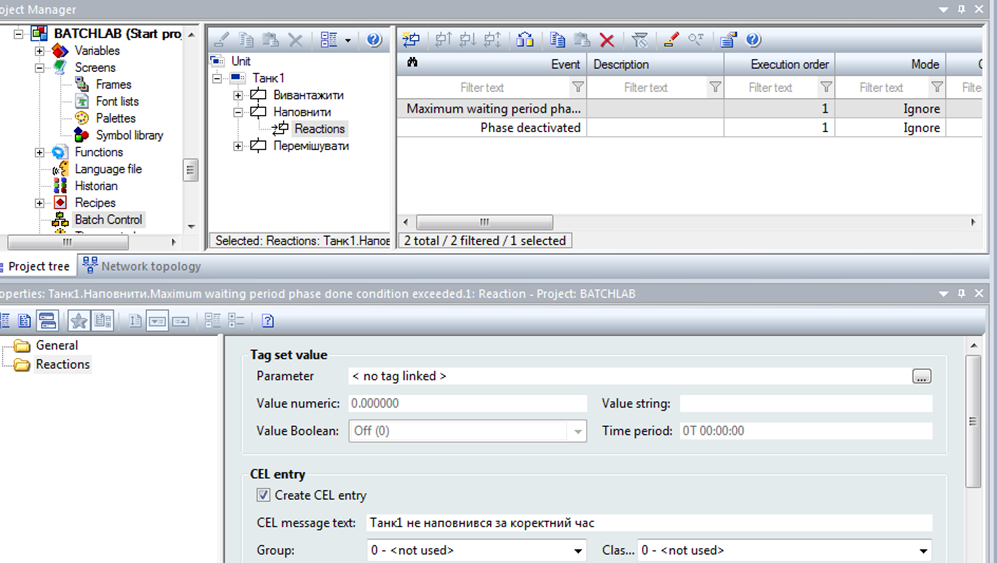 oject Manager
BATCHLAB (Start pro
Variables
Screens
Frames
Font lists
Palettes
Symbol library
Functions
Language file
Historian
Recipes
Batch Control
Unit
Танк1
Вивантажити
Наповнити
Reactions
Перемішувати
Selected: Reactions: Танк1.Напов
Event Description Execution order Mode
Filter text Filter text Filter text Filter text
Maximum waiting period pha... 1 Ignore
Phase deactivated 1 Ignore
2 total / 2 filtered / 1 selected
Project tree Network topology
operties: Танк1.Наповнити.Maximum waiting period phase done condition exceeded.1: Reaction - Project: BATCHLAB
General
Reactions
Tag set value
Parameter < no tag linked > ...
Value numeric: 0.000000 Value string:
Value Boolean: Off (0) Time period: 0T 00:00:00
CEL entry
Create CEL entry
CEL message text: Танк1 не наповнився за коректний час
Group: 0 - <not used> Clas... 0 - <not used>